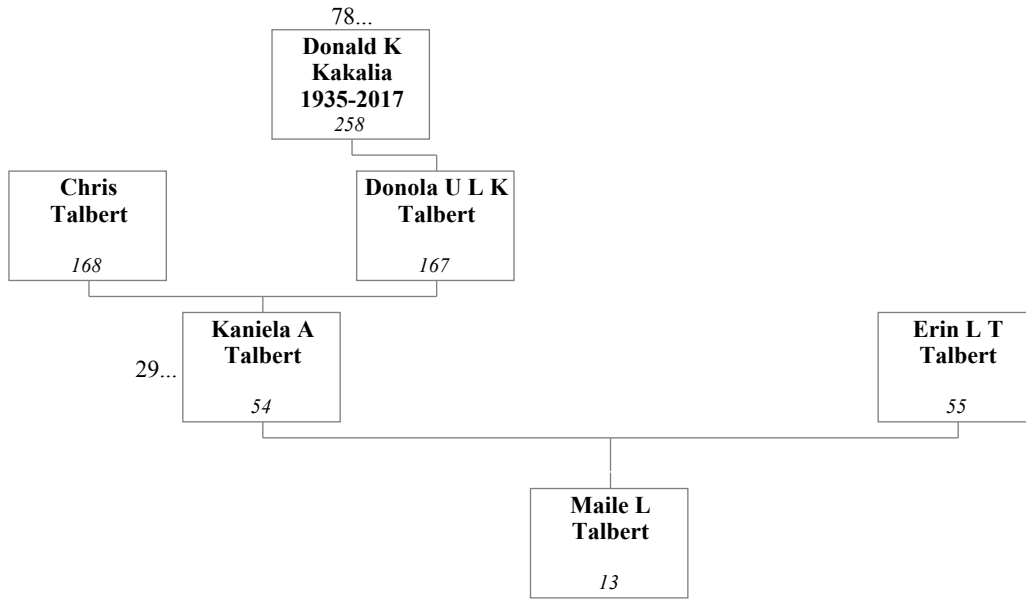 78...
Donald K
Kakalia
1935-2017
258
Chris
Talbert
168
Donola U L K
Talbert
167
29...
Kaniela A
Talbert
54
Erin L T
Talbert
55
Maile L
Talbert
13